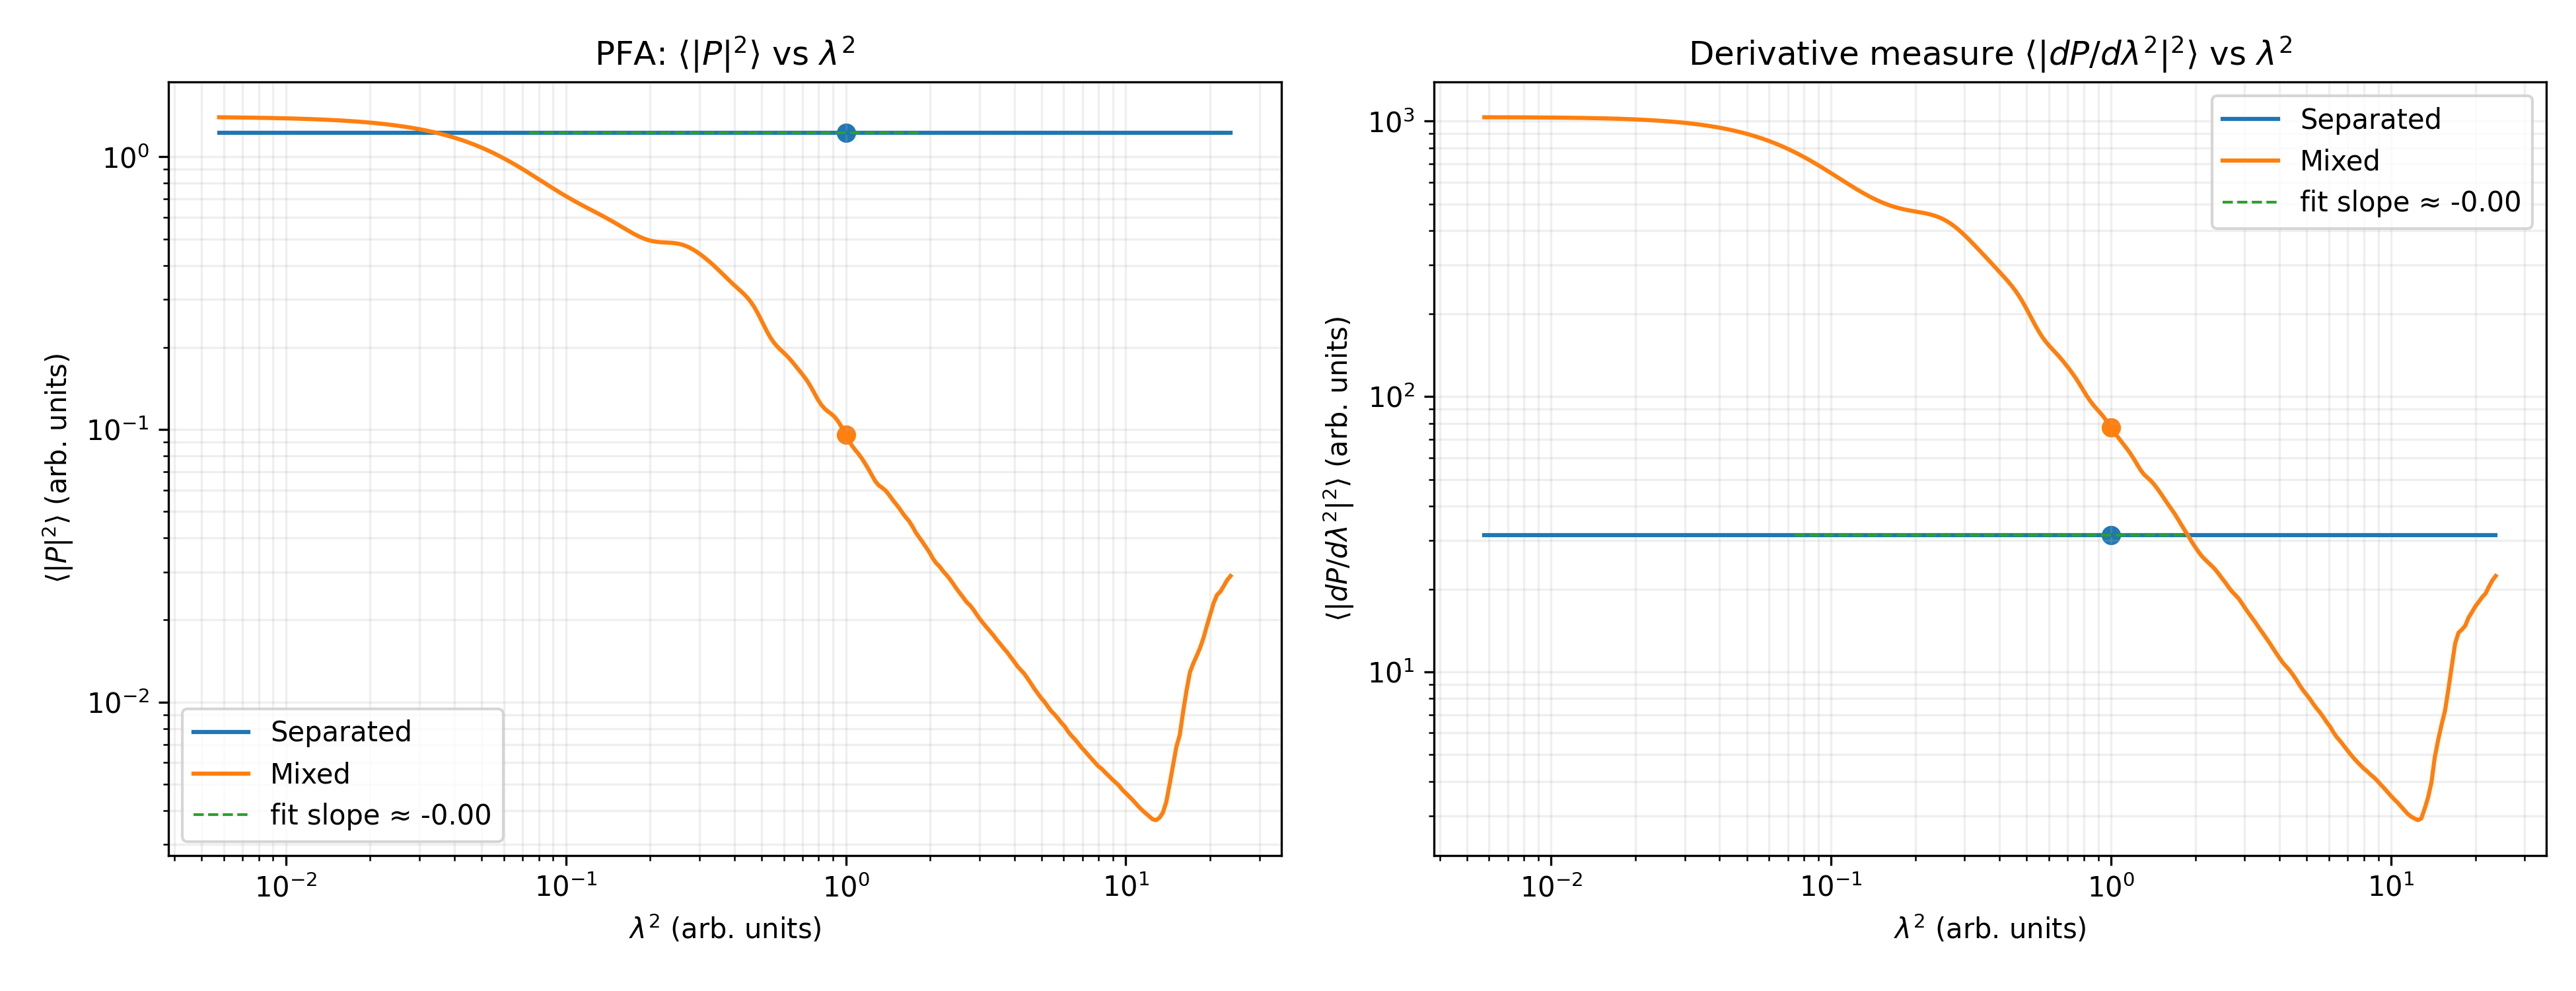 PFA: ⟨|P|²⟩ vs λ²
⟨|P|²⟩ (arb. units)
10⁰
10⁻¹
10⁻²
Separated
Mixed
fit slope ≈ -0.00
10⁻²
10⁻¹
10⁰
10¹
λ² (arb. units)
Derivative measure ⟨|dP/dλ²|²⟩ vs λ²
⟨|dP/dλ²|²⟩ (arb. units)
10³
10²
10¹
Separated
Mixed
fit slope ≈ -0.00
10⁻²
10⁻¹
10⁰
10¹
λ² (arb. units)